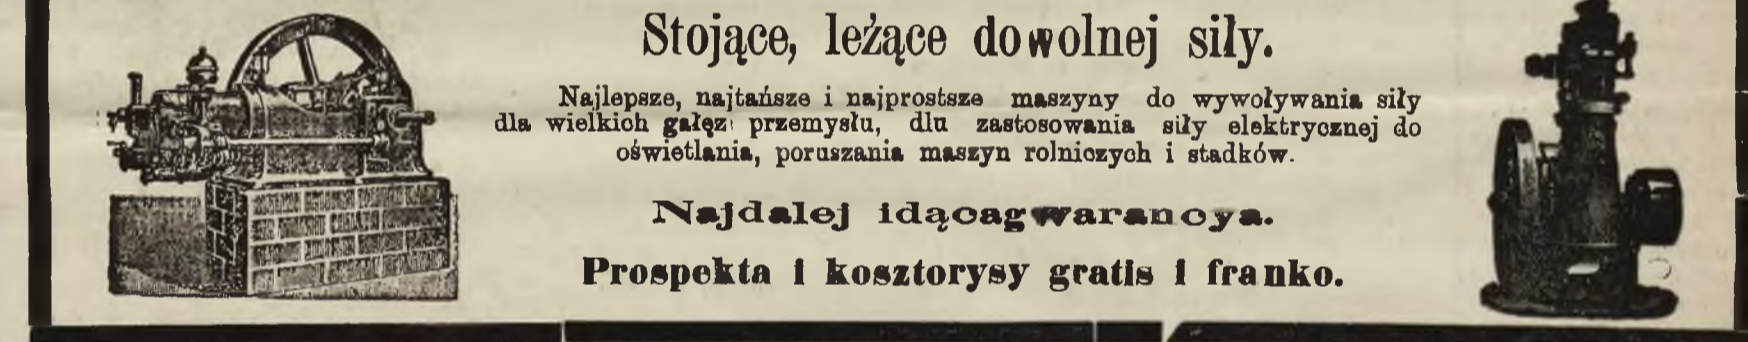 Stojące, leżące dowolnej siły.
Najlepsze, najtańsze i najprostsze maszyny do wywoływania siły
dla wielkich gałęzi przemysłu, dlu zastosowania siły elektrycznej do
oświetlania, poruszania maszyn rolniczych i stadków.
Najdalej idącagwarancya.
Prospekta i kosztorysy gratis i franko.